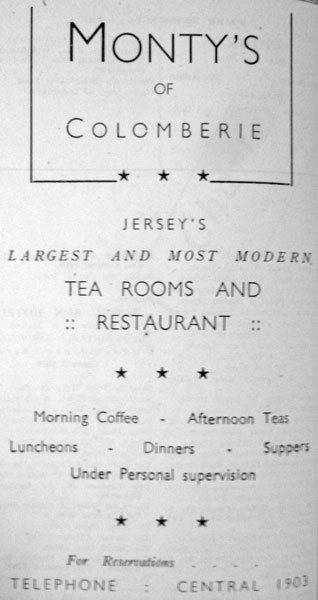 MONTY'S
OF
COLOMBERIE
★ ★ ★
JERSEY'S
LARGEST AND MOST MODERN
TEA ROOMS AND
:: RESTAURANT ::
★ ★ ★
Morning Coffee - Afternoon Teas
Luncheons - Dinners - Suppers
Under Personal supervision
★ ★ ★
For Reservations . . . .
TELEPHONE : CENTRAL 1903